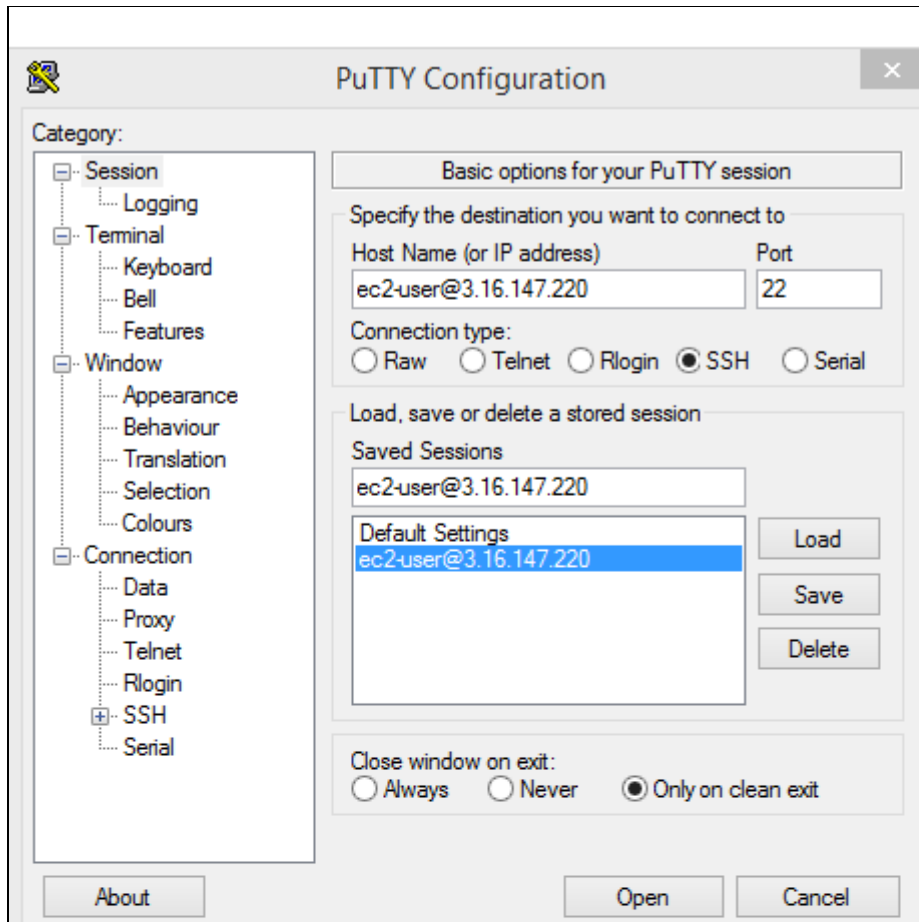 PuTTY Configuration
Category:
Session
Logging
Terminal
Keyboard
Bell
Features
Window
Appearance
Behaviour
Translation
Selection
Colours
Connection
Data
Proxy
Telnet
Rlogin
SSH
Serial
Basic options for your PuTTY session
Specify the destination you want to connect to
Host Name (or IP address) Port
ec2-user@3.16.147.220 22
Connection type:
Raw Telnet Rlogin SSH Serial
Load, save or delete a stored session
Saved Sessions
ec2-user@3.16.147.220
Default Settings
ec2-user@3.16.147.220
Load
Save
Delete
Close window on exit:
Always Never Only on clean exit
About Open Cancel